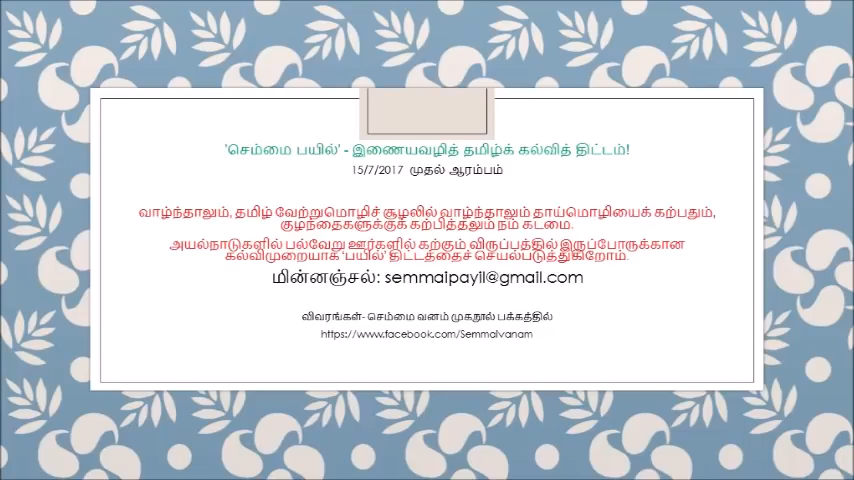 'செம்மை பயில்' - இணையவழித் தமிழ்க் கல்வித் திட்டம்!
15/7/2017 முதல் ஆரம்பம்
வாழ்ந்தாலும், தமிழ் வேற்றுமொழிச் சூழலில் வாழ்ந்தாலும் தாய்மொழியைக் கற்பதும்,
குழந்தைகளுக்குக் கற்பித்தலும் நம் கடமை.
அயல்நாடுகளில் பல்வேறு ஊர்களில் கற்கும் விருப்பத்தில் இருப்போருக்கான
கல்விமுறையாக 'பயில்' திட்டத்தைச் செயல்படுத்துகிறோம்.
மின்னஞ்சல்: semmaipayil@gmail.com
விவரங்கள்- செம்மை வனம் முகநூல் பக்கத்தில்
https://www.facebook.com/Semmaivanam